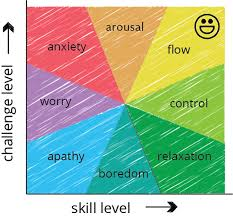 arousal
anxiety
flow
worry
control
apathy
relaxation
boredom
challenge level
skill level